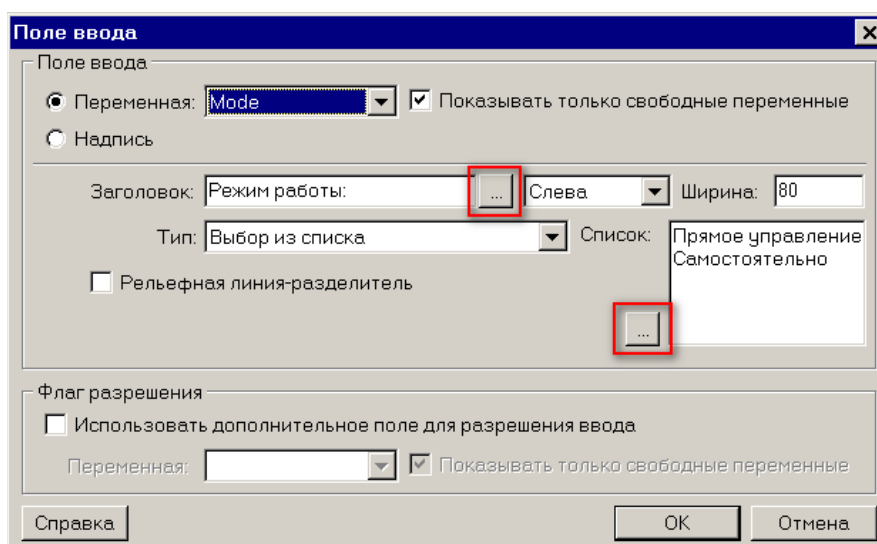 Поле ввода
Поле ввода
Переменная: Mode Показывать только свободные переменные
Надпись
Заголовок: Режим работы: ... Слева Ширина: 80
Тип: Выбор из списка Список: Прямое управление
Самостоятельно
Рельефная линия-разделитель
...
Флаг разрешения
Использовать дополнительное поле для разрешения ввода
Переменная: Показывать только свободные переменные
Справка OK Отмена